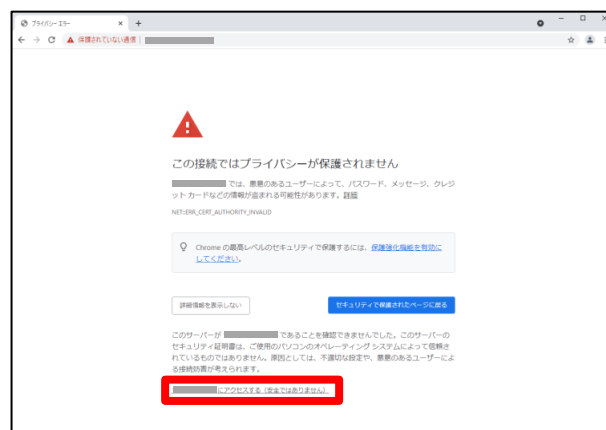 プライバシー エラー
保護されていない通信
この接続ではプライバシーが保護されません
では、悪意のあるユーザーによって、パスワード、メッセージ、クレジ
ット カードなどの情報が盗まれる可能性があります。詳細
NET::ERR_CERT_AUTHORITY_INVALID
Chrome の最高レベルのセキュリティで保護するには、保護強化機能を有効に
してください。
詳細情報を表示しない
セキュリティで保護されたページに戻る
このサーバーが であることを確認できませんでした。このサーバーの
セキュリティ証明書は、ご使用のパソコンのオペレーティング システムによって信頼さ
れているものではありません。原因としては、不適切な設定や、悪意のあるユーザーによ
る接続妨害が考えられます。
にアクセスする（安全ではありません）